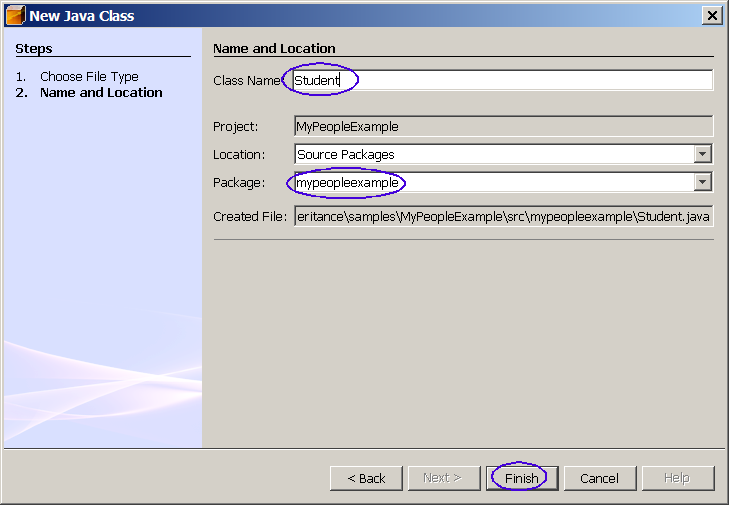 New Java Class
Steps
1. Choose File Type
2. Name and Location
Name and Location
Class Name: Student
Project: MyPeopleExample
Location: Source Packages
Package: mypeopleexample
Created File: eritance\samples\MyPeopleExample\src\mypeopleexample\Student.java
< Back Next > Finish Cancel Help